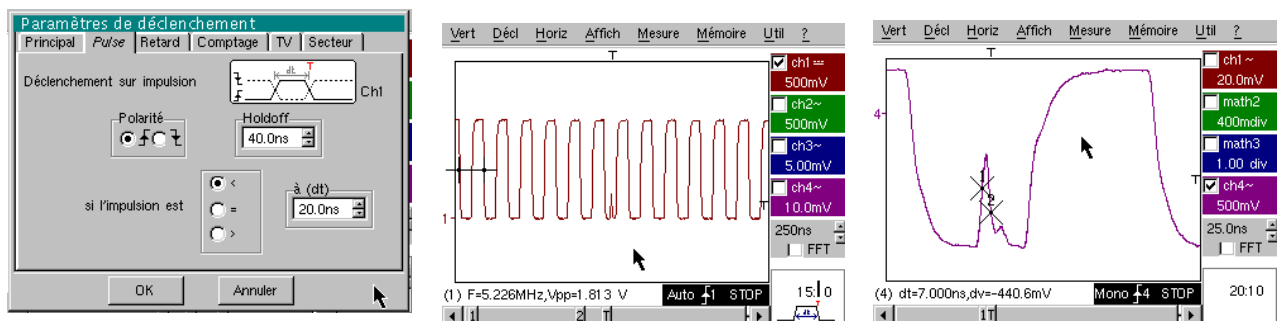 Paramètres de déclenchement
Principal Pulse Retard Comptage TV Secteur
Déclenchement sur impulsion
dt
T
Ch1
Polarité
Holdoff
40.0ns
si l'impulsion est
<
=
>
à (dt)
20.0ns
OK
Annuler
Vert Décl Horiz Affich Mesure Mémoire Util ?
T
ch1
500mV
ch2~
500mV
ch3~
5.00mV
ch4~
10.0mV
1-
T
250ns
FFT
(1) F=5.226MHz,Vpp=1.813 V
Auto 1 STOP
15:10
1 2 T
dt
Vert Décl Horiz Affich Mesure Mémoire Util ?
T
ch1~
20.0mV
math2
400mdiv
math3
1.00 div
ch4~
500mV
4-
1
2
T
25.0ns
FFT
(4) dt=7.000ns,dv=-440.6mV
Mono 4 STOP
20:10
1T